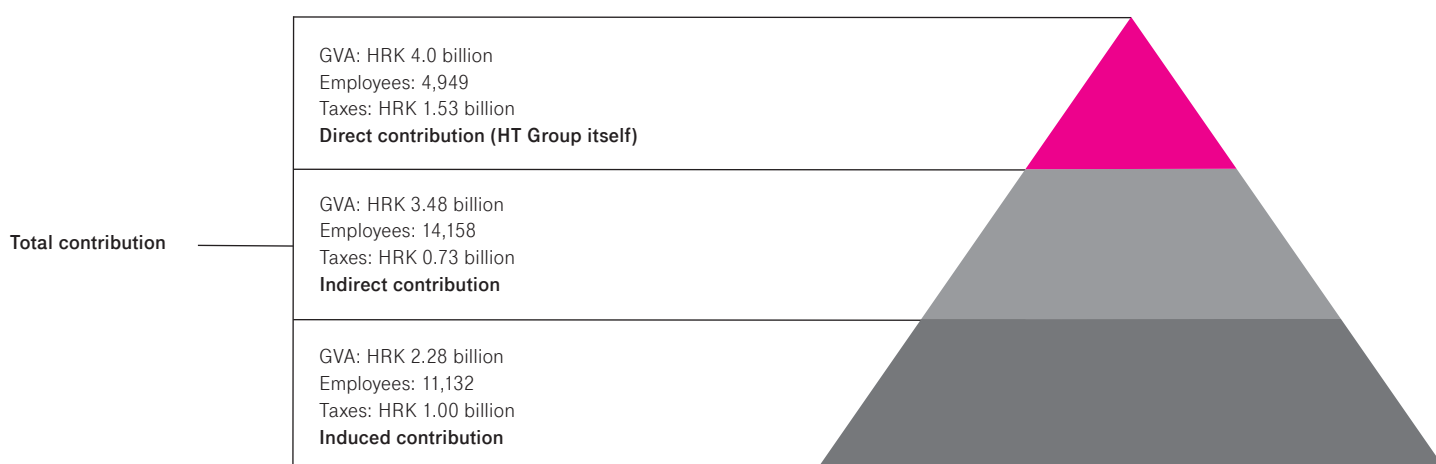 GVA: HRK 4.0 billion
Employees: 4,949
Taxes: HRK 1.53 billion
Direct contribution (HT Group itself)
GVA: HRK 3.48 billion
Employees: 14,158
Total contribution
Taxes: HRK 0.73 billion
Indirect contribution
GVA: HRK 2.28 billion
Employees: 11,132
Taxes: HRK 1.00 billion
Induced contribution